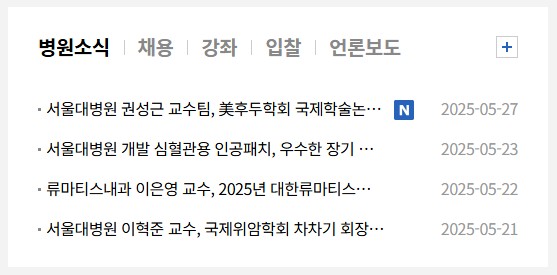 병원소식 채용 강좌 입찰 언론보도 +
서울대병원 권성근 교수팀, 美후두학회 국제학술논… N 2025-05-27
서울대병원 개발 심혈관용 인공패치, 우수한 장기 … 2025-05-23
류마티스내과 이은영 교수, 2025년 대한류마티스… 2025-05-22
서울대병원 이혁준 교수, 국제위암학회 차차기 회장… 2025-05-21